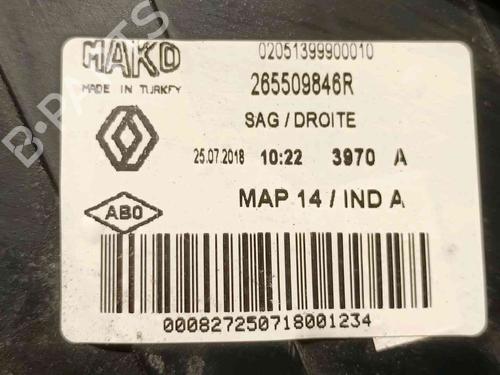 MAKO
MADE IN TURKEY
02051399900010
265509846R
SAG / DROITE
25.07.2018 10:22 3970 A
ABO
MAP 14 / IND A
000827250718001234